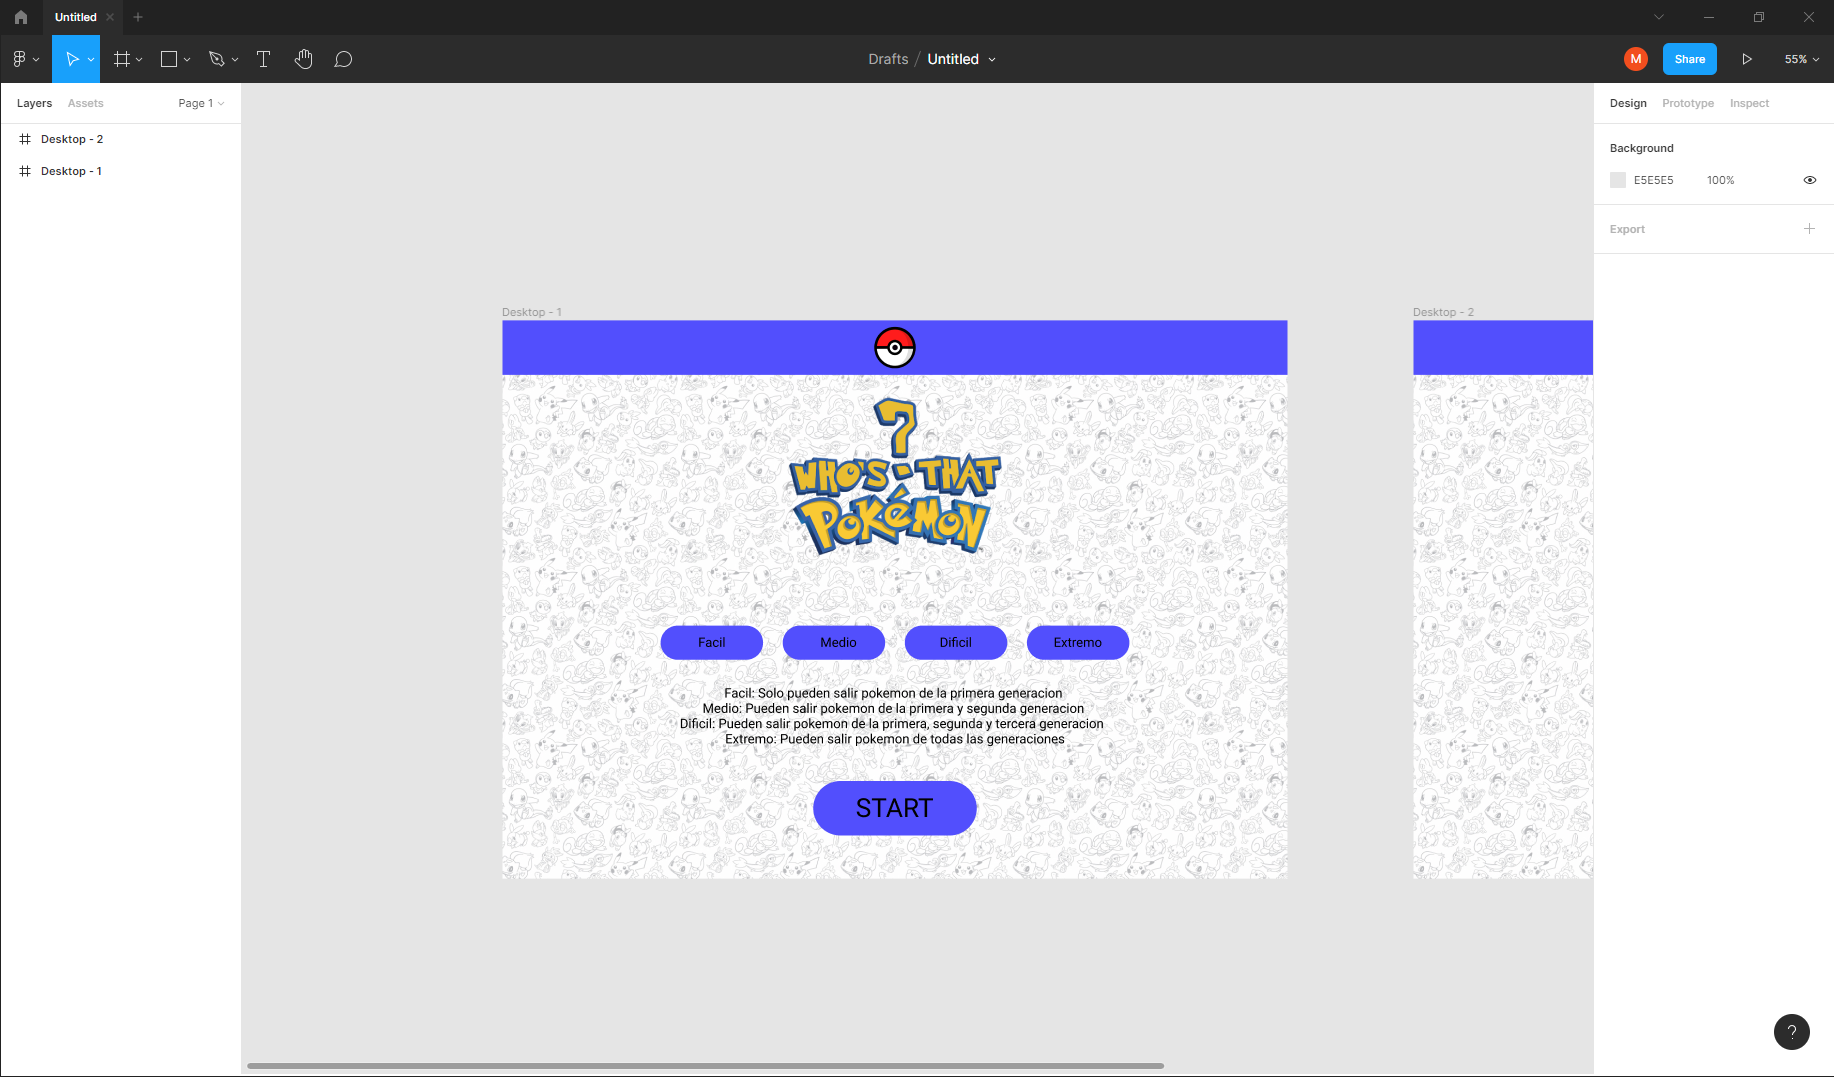 Untitled
Drafts / Untitled
M
Share
55%
Layers Assets Page 1
Desktop - 2
Desktop - 1
Design Prototype Inspect
Background
E5E5E5 100%
Export
Desktop - 1
Desktop - 2
?
WHO'S THAT
POKéMON
Facil Medio Dificil Extremo
Facil: Solo pueden salir pokemon de la primera generacion
Medio: Pueden salir pokemon de la primera y segunda generacion
Dificil: Pueden salir pokemon de la primera, segunda y tercera generacion
Extremo: Pueden salir pokemon de todas las generaciones
START
?